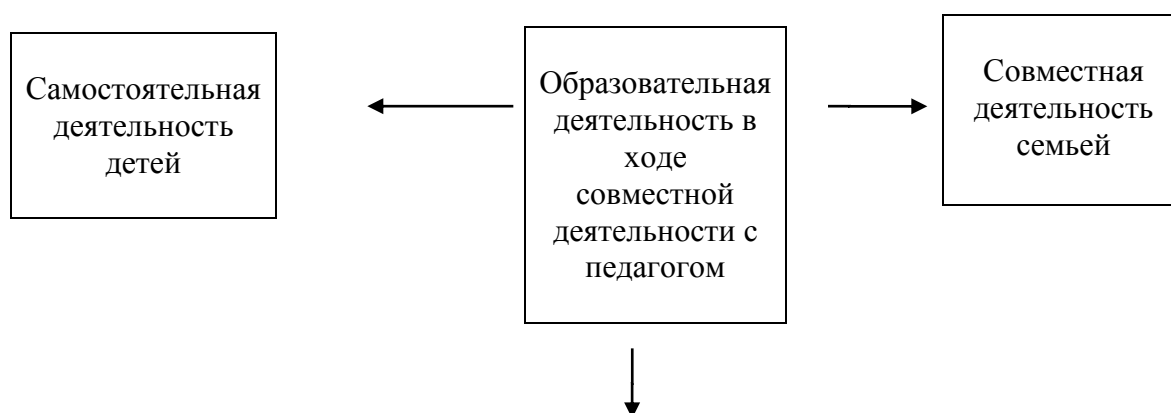 Самостоятельная
деятельность
детей
Образовательная
деятельность в
ходе
совместной
деятельности с
педагогом
Совместная
деятельность
семьей